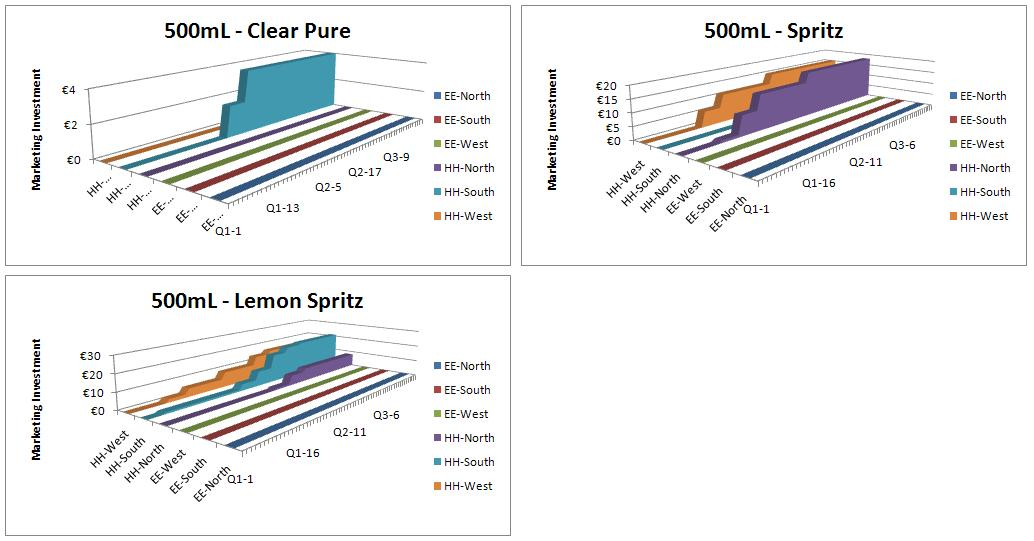 500mL - Clear Pure
Marketing Investment
€4
€2
€0
HH-...
HH-...
HH-...
EE-...
EE-...
EE-...
Q1-1
Q1-13
Q2-5
Q2-17
Q3-9
EE-North
EE-South
EE-West
HH-North
HH-South
HH-West
500mL - Spritz
Marketing Investment
€20
€15
€10
€5
€0
HH-West
HH-South
HH-North
EE-West
EE-South
EE-North
Q1-1
Q1-16
Q2-11
Q3-6
EE-North
EE-South
EE-West
HH-North
HH-South
HH-West
500mL - Lemon Spritz
Marketing Investment
€30
€20
€10
€0
HH-West
HH-South
HH-North
EE-West
EE-South
EE-North
Q1-1
Q1-16
Q2-11
Q3-6
EE-North
EE-South
EE-West
HH-North
HH-South
HH-West